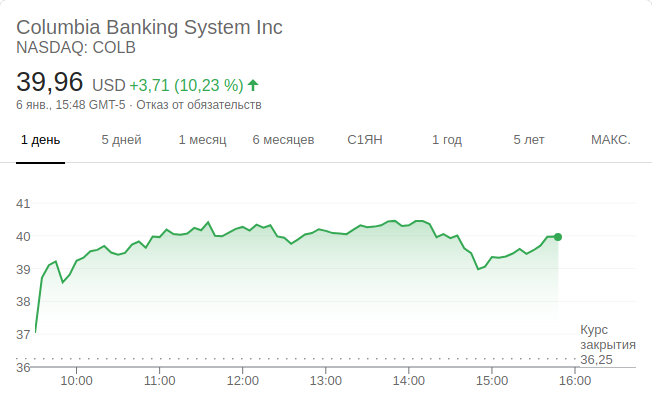 Columbia Banking System Inc
NASDAQ: COLB
39,96 USD +3,71 (10,23 %)
6 янв., 15:48 GMT-5 · Отказ от обязательств
1 день 5 дней 1 месяц 6 месяцев С1ЯН 1 год 5 лет МАКС.
41
40
39
38
37
Курс
закрытия
36,25
36
10:00 11:00 12:00 13:00 14:00 15:00 16:00